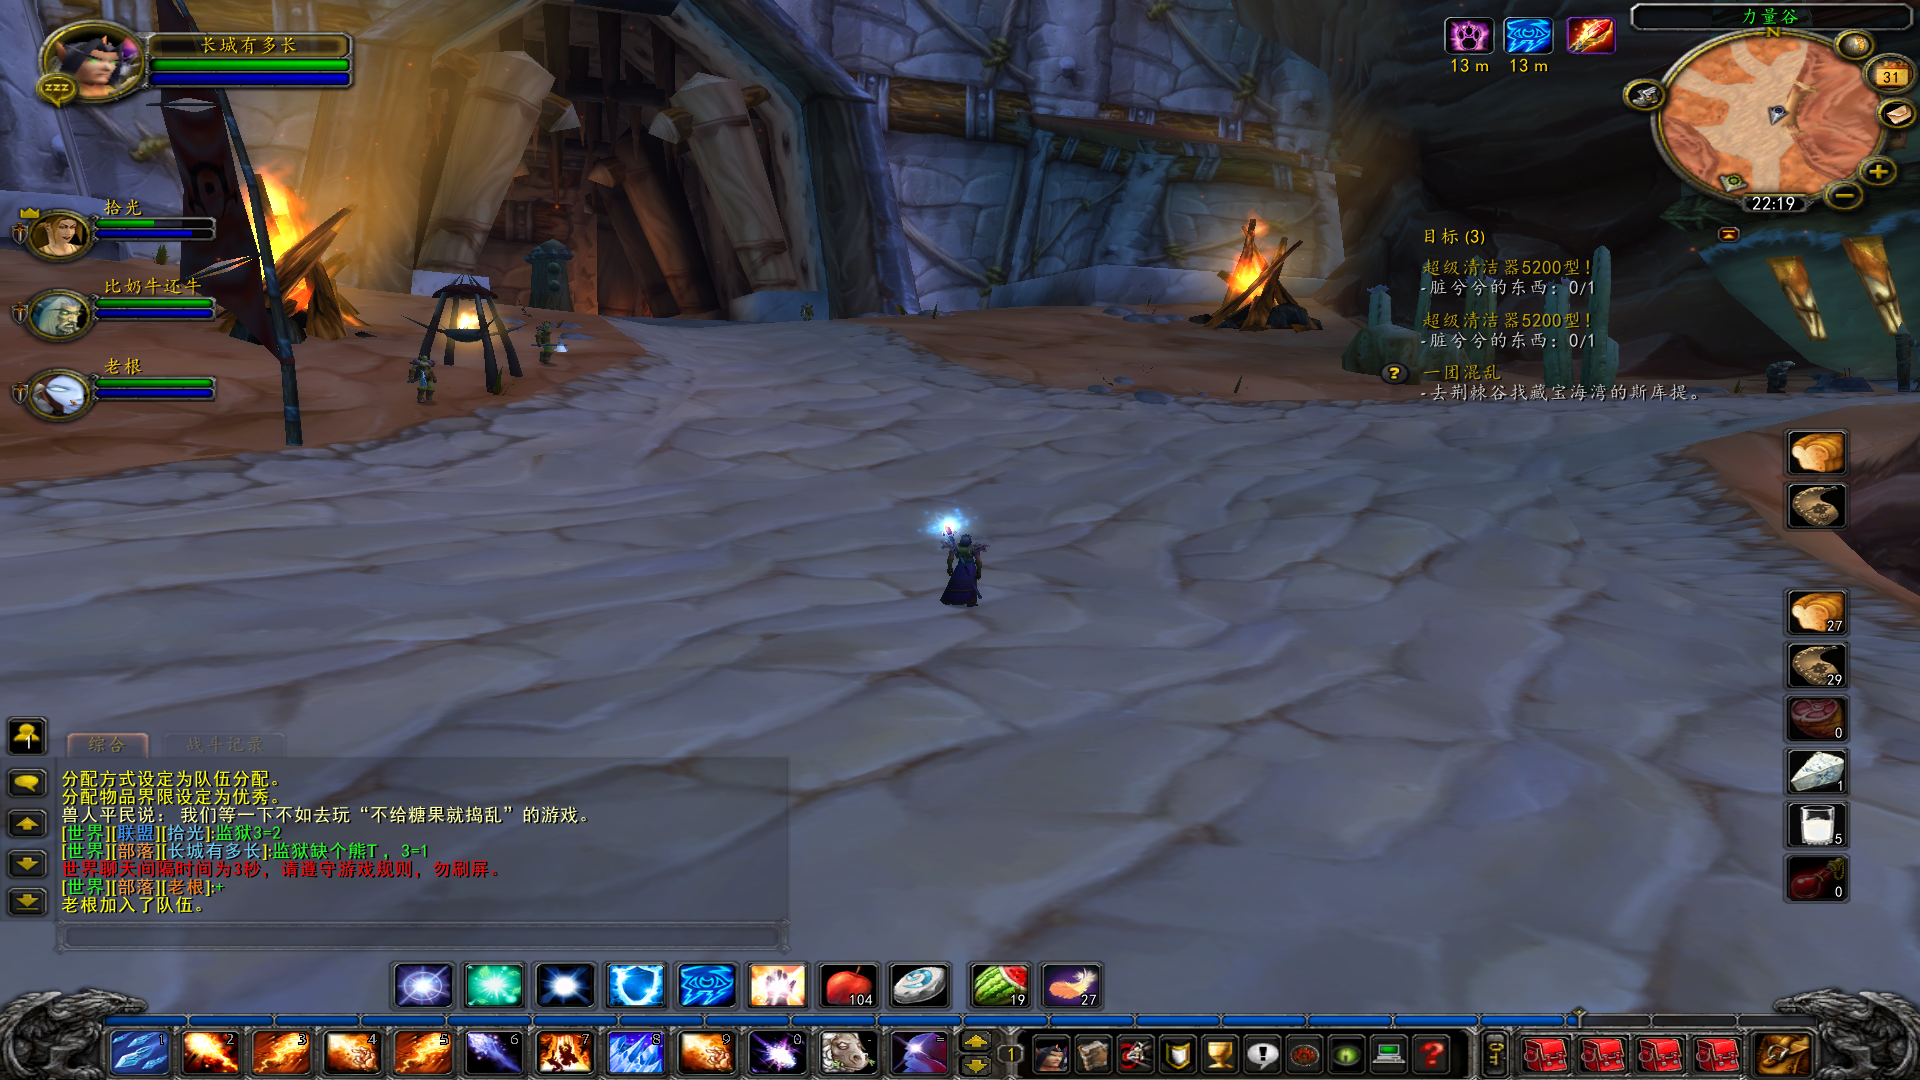 长城有多长
zzz
13 m
13 m
力量谷
N
31
22:19
拾光
比奶牛还牛
老根
目标 (3)
超级清洁器5200型!
-脏兮兮的东西: 0/1
超级清洁器5200型!
-脏兮兮的东西: 0/1
?
一团混乱
-去荆棘谷找藏宝海湾的斯库提。
27
29
0
1
5
0
综合
战斗记录
分配方式设定为队伍分配。
分配物品界限设定为优秀。
兽人平民说: 我们等一下不如去玩“不给糖果就捣乱”的游戏。
[世界][联盟][拾光]:监狱3=2
[世界][部落][长城有多长]:监狱缺个熊T, 3=1
世界聊天间隔时间为3秒, 请遵守游戏规则, 勿刷屏。
[世界][部落][老根]:+
老根加入了队伍。
104
19
27
1
2
3
4
5
6
7
8
9
0
-
=
1
!
?